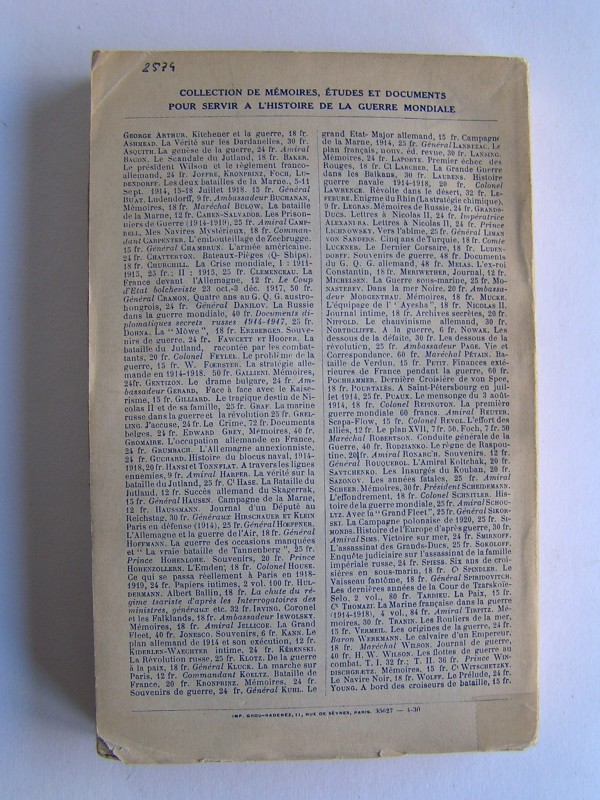 2574
COLLECTION DE MÉMOIRES, ÉTUDES ET DOCUMENTS
POUR SERVIR A L'HISTOIRE DE LA GUERRE MONDIALE
GEORGE ARTHUR. Kitchener et la guerre, 18 fr.
ASHMEAD. La Vérité sur les Dardanelles, 30 fr.
ASQUITH. La genèse de la guerre, 24 fr. Amiral
BACON. Le Scandale du Jutland, 18 fr. BAKER.
Le président Wilson et le règlement franco-
allemand, 24 fr. JOFFRE, KRONPRINZ, FOCH, LU-
DENDORFF. Les deux batailles de la Marne, 5-11
Sept. 1914, 15-18 Juillet 1918. 15 fr. Général
BUAT. Ludendorff, 9 fr. Ambassadeur BUCHANAN,
Mémoires, 18 fr. Maréchal BULOW. La bataille
de la Marne, 12 fr. CAHEN-SALVADOR. Les Prison-
niers de Guerre (1914-1919), 25 fr. Amiral CAMP-
BELL, Mes Navires Mystérieux, 18 fr. Comman-
dant CARPENTER. L'embouteillage de Zeebrugge.
15 fr. Général CHAMBRUN. L'armée américaine.
24 fr. CHATTERTON. Bateaux-Pièges (Q- Ships).
18 fr. CHURCHILL. La Crise mondiale, I : 1911-
1915, 25 fr.; II : 1915, 25 fr. CLEMENCEAU. La
France devant l'Allemagne, 12 fr. Le Coup
d'Etat bolcheviste 23 oct.-3 déc. 1917, 50 fr.
Général CRAMON. Quatre ans au G. Q. G. austro-
hongrois, 24 fr. Général DANILOV. La Russie
dans la guerre mondiale, 40 fr. Documents di-
plomatiques secrets russes 1914-1917, 25 fr.
DOHNA. La "Möwe", 18 fr. ERZBERGER. Souve-
nirs de guerre, 24 fr. FAWCETT ET HOOPER. La
bataille du Jutland, racontée par les combat-
tants, 20 fr. Colonel FEYLER. Le problème de la
guerre, 15 fr. W. FŒRSTER. La stratégie alle-
mande en 1914-1918. 50 fr. GALLIENI. Mémoires,
24fr. GENTIZON. Le drame bulgare, 24 fr. Am-
bassadeur GERARD, Face à face avec le Kaise-
risme, 15 fr. GILLIARD. Le tragique destin de Ni-
colas II et de sa famille, 25 fr. GRAF. La marine
russe dans la guerre et la révolution 25 fr. GREL-
LING. J'accuse, 24 fr. Le Crime, 72 fr. Documents
belges. 24 fr. EDWARD GREY, Mémoires, 40 fr.
GROMAIRE. L'occupation allemande en France,
24 fr. GRUMBACH. L'Allemagne annexionniste,
24 fr. GUICHARD. Histoire du blocus naval, 1914-
1918, 20 fr. HANSI ET TONNELAT. A travers les lignes
ennemies, 9 fr. Amiral HARPER. La vérité sur la
bataille du Jutland, 25 fr. Ct HASE. La Bataille du
Jutland, 12 fr. Succès allemand du Skagerrak,
15 fr. Général HAUSEN. Campagne de la Marne,
12 fr. HAUSSMANN. Journal d'un Député au
Reichstag, 30 fr. Généraux HIRSCHAUER ET KLEIN
Paris en défense (1914), 25 fr. Général HOEPPNER.
L'Allemagne et la guerre de l'Air, 18 fr. Général
HOFFMANN. La guerre des occasions manquées
et "La vraie bataille de Tannenberg", 25 fr.
Prince HOHENLOHE. Souvenirs, 20 fr. Prince
HOHENZOLLERN. L'Emden; 18 fr. Colonel HOUSE.
Ce qui se passa réellement à Paris en 1918-
1919, 24 fr. Papiers intimes, 2 vol. 100 fr. HUL-
DERMANN. Albert Ballin, 18 fr. La chute du ré-
gime tsariste d'après les Interrogatoires des
ministres, généraux etc. 32 fr. IRVING. Coronel
et les Falklands, 18 fr. Ambassadeur ISWOLSKY.
Mémoires, 18 fr. Amiral JELLICOE. La Grand
Fleet, 40 fr. JONESCO. Souvenirs, 6 fr. KANN. Le
plan allemand de 1914 et son exécution, 12 fr.
KIDERLEN-WAECHTER intime, 24 fr. KÉRENSKI.
La Révolution russe, 25 fr. KLOTZ. De la guerre
à la paix, 18 fr. Général KLUCK. La marche sur
Paris, 12 fr. Commandant KOELTZ. Bataille de
France, 20 fr. KRONPRINZ. Mémoires, 24 fr.
Souvenirs de guerre, 24 fr. Général KUHL. Le
grand Etat-Major allemand, 15 fr. Campagne
de la Marne, 1914, 25 fr. Général LANREZAC. Le
plan français, nouv. éd. revue, 30 fr. LANSING.
Mémoires, 24 fr. LAPORTE. Premier échec des
Rouges, 18 fr. Ct LARCHER. La Grande Guerre
dans les Balkans, 30 fr. LAURENS. Histoire
guerre navale 1914-1918, 20 fr. Colonel
LAWRENCE. Révolte dans le désert, 32 fr. LE-
FEBURE. Enigme du Rhin (La stratégie chimique),
9 fr. LEGRAS. Mémoires de Russie, 24 fr. GRANDS-
DUCS. Lettres à Nicolas II, 24 fr. Impératrice
ALEXANDRA. Lettres à Nicolas II, 24 fr. Prince
LICHNOWSKY. Vers l'abîme, 25 fr. Général LIMAN
VON SANDERS. Cinq ans de Turquie, 18 fr. Comte
LUCKNER. Le Dernier Corsaire, 18 fr. LUDEN-
DORFF. Souvenirs de guerre, 48 fr. Documents
du G. Q. G. allemand, 48 fr. MELAS. L'ex-roi
Constantin, 18 fr. MERIWETHER, Journal, 12 fr.
MICHELSEN. La Guerre sous-marine, 25 fr. Mo-
NASTEREV. Dans la mer Noire, 20 fr. Ambassa-
deur MORGENTHAU. Mémoires, 18 fr. MUCKE.
L'équipage de l' "Ayesha", 18 fr. NICOLAS II.
Journal intime, 18 fr. Archives secrètes, 20 fr.
NIPPOLD. Le chauvinisme allemand, 30 fr.
NORTHCLIFFE. A la guerre, 6 fr. NOWAK. Les
dessous de la défaite, 30 fr. Les dessous de la
révolution, 25 fr. Ambassadeur PAGE. Vie et
Correspondance. 60 fr. Maréchal PÉTAIN. Ba-
taille de Verdun, 15 fr. PETIT. Finances exté-
rieures de France pendant la guerre, 60 fr.
POCHHAMMER. Dernière Croisière de von Spee,
18 fr. POURTALÈS. A Saint-Pétersbourg en juil-
let 1914, 25 fr. PUAUX. Le mensonge du 3 août
1914, 18 fr. Colonel REPINGTON. La première
guerre mondiale 60 francs. Amiral REUTER.
Scapa-Flow, 15 fr. Colonel REVOL. L'Effort des
alliés, 12 fr. Le plan XVII, 7 fr. 50. Foch, 7 fr. 50
Maréchal ROBERTSON. Conduite générale de la
Guerre, 40 fr. RODZIANKO. Le règne de Raspou-
tine, 20 fr. Amiral RONARC'H. Souvenirs. 12 fr.
Général ROUQUEROL. L'Amiral Koltchak, 20 fr.
SAVTCHENKO. Les Insurgés du Kouban, 20 fr.
SAZONOV. Les années fatales, 25 fr. Amiral
SCHEER. Mémoires, 30 fr. Président SCHEIDEMANN.
L'effondrement, 18 fr. Colonel SCHNITLER. His-
toire de la guerre mondiale, 25 fr. Amiral SCHOU-
LTZ. Avec la "Grand Fleet", 25 fr. Général SIKOR-
SKI. La Campagne polonaise de 1920, 25 fr. SI-
MONDS. Histoire de l'Europe d'après guerre, 30 fr.
Amiral SIMS. Victoire sur mer, 24 fr. SMIRNOFF.
L'assassinat des Grands-Ducs, 25 fr. SOKOLOFF.
Enquête judiciaire sur l'assassinat de la famille
impériale russe, 24 fr. SPIESS. Six ans de croi-
sières en sous-marin, 18 fr. Ct SPINDLER. Le
Vaisseau fantôme, 18 fr. Général SPIRIDOVITCH.
Les dernières années de la Cour de Tzarskoïe-
Selo. 2 vol., 80 fr. TARDIEU. La Paix, 15 fr.
Ct THOMAZI. La Marine française dans la guerre
(1914-1918), 4 vol., 84 fr. Amiral TIRPITZ. Mé-
moires, 30 fr. TRANIN. Les Rouliers de la mer,
15 fr. VERMEIL. Les origines de la guerre, 24 fr.
Baron WERKMANN. Le calvaire d'un Empereur,
18 fr. Maréchal WILSON. Journal de guerre,
40 fr. H. W. WILSON. Les flottes de guerre au
combat. T. I. 32 fr.; T. II. 36 fr. Prince WIN-
DISCHGRÆTZ. Mémoires, 15 fr. Ct WITSCHETZKY.
Le Navire Noir, 18 fr. WOLFF. Le Prélude, 24 fr.
YOUNG. A bord des croiseurs de bataille, 15 fr.
IMP. CHOU-RADENEZ, 11, RUE DE SÈVRES, PARIS. 35627 — 4-30